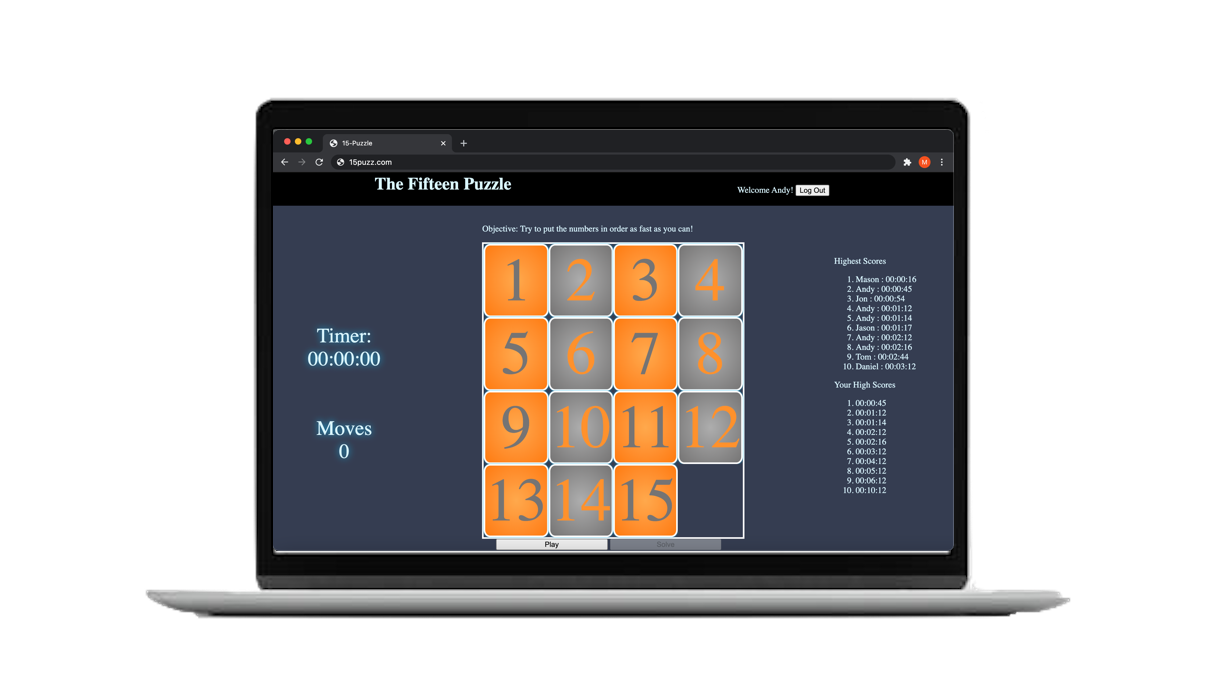 15-Puzzle
15puzz.com
M
The Fifteen Puzzle
Welcome Andy! Log Out
Objective: Try to put the numbers in order as fast as you can!
Timer:
00:00:00
Moves
0
1 2 3 4
5 6 7 8
9 10 11 12
13 14 15
Play Solve
Highest Scores
1. Mason : 00:00:16
2. Andy : 00:00:45
3. Jon : 00:00:54
4. Andy : 00:01:12
5. Andy : 00:01:14
6. Jason : 00:01:17
7. Andy : 00:02:12
8. Andy : 00:02:16
9. Tom : 00:02:44
10. Daniel : 00:03:12
Your High Scores
1. 00:00:45
2. 00:01:12
3. 00:01:14
4. 00:02:12
5. 00:02:16
6. 00:03:12
7. 00:04:12
8. 00:05:12
9. 00:06:12
10. 00:10:12